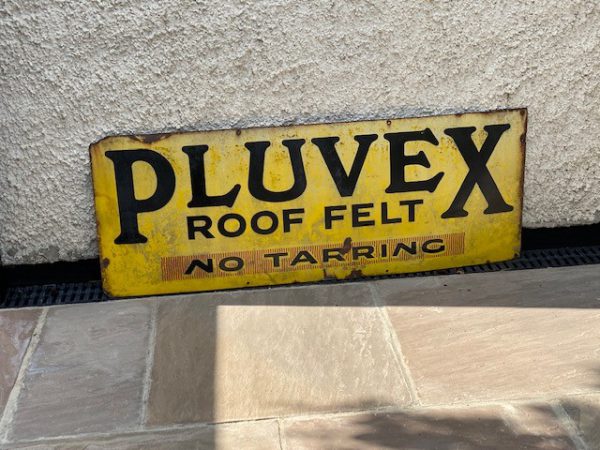 PLUVEX
ROOF FELT
NO TARRING